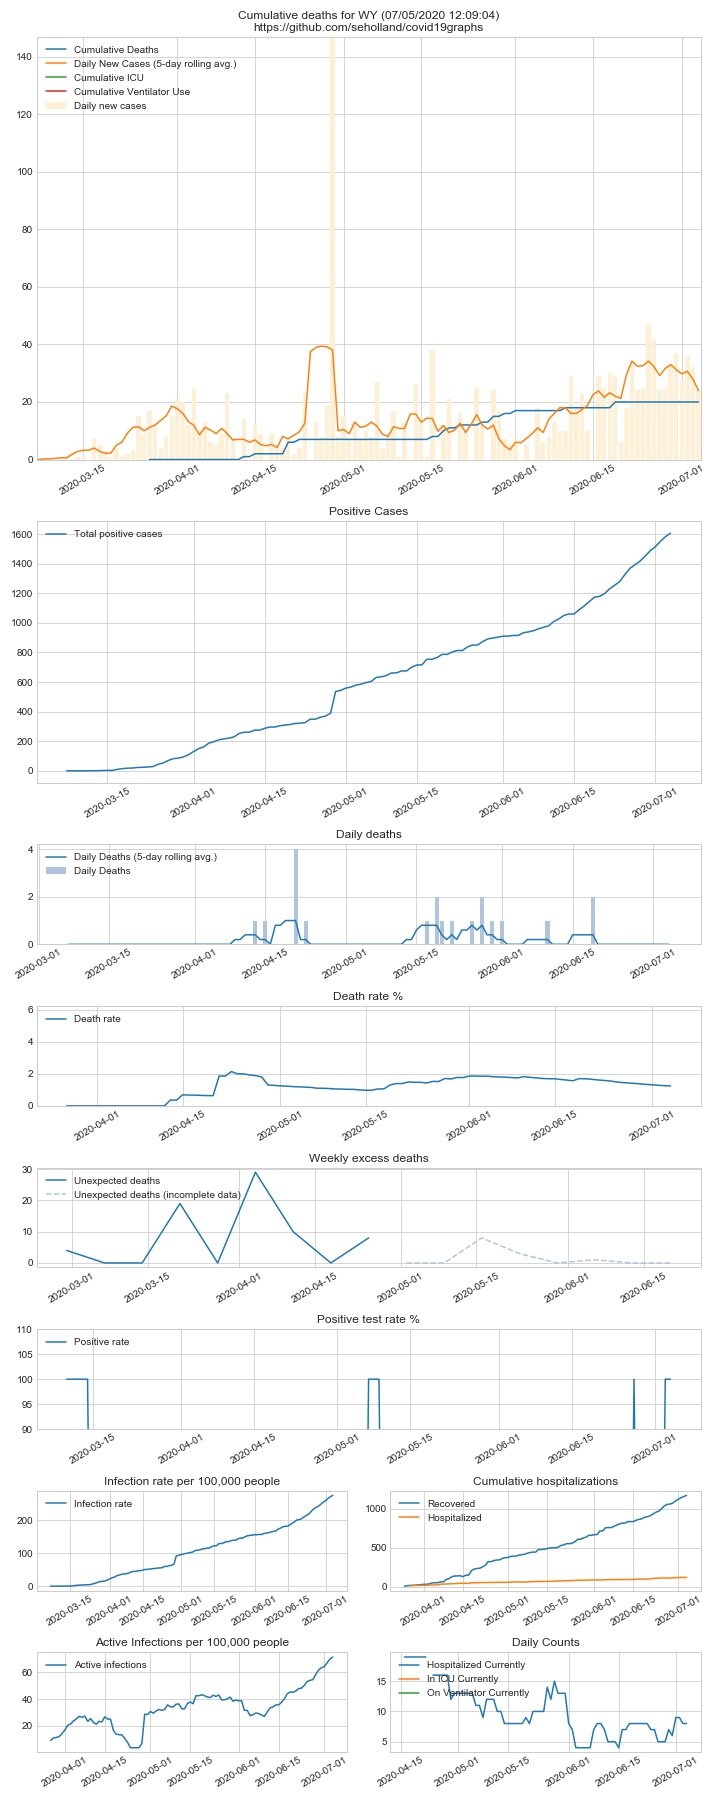 Cumulative deaths for WY (07/05/2020 12:09:04)
https://github.com/seholland/covid19graphs
Cumulative Deaths
Daily New Cases (5-day rolling avg.)
Cumulative ICU
Cumulative Ventilator Use
Daily new cases
140
120
100
80
60
40
20
0
2020-03-15 2020-04-01 2020-04-15 2020-05-01 2020-05-15 2020-06-01 2020-06-15 2020-07-01
Positive Cases
Total positive cases
1600
1400
1200
1000
800
600
400
200
0
2020-03-15 2020-04-01 2020-04-15 2020-05-01 2020-05-15 2020-06-01 2020-06-15 2020-07-01
Daily deaths
Daily Deaths (5-day rolling avg.)
Daily Deaths
4
2
0
2020-03-01 2020-03-15 2020-04-01 2020-04-15 2020-05-01 2020-05-15 2020-06-01 2020-06-15 2020-07-01
Death rate %
Death rate
6
4
2
0
2020-04-01 2020-04-15 2020-05-01 2020-05-15 2020-06-01 2020-06-15 2020-07-01
Weekly excess deaths
Unexpected deaths
Unexpected deaths (incomplete data)
30
20
10
0
2020-03-01 2020-03-15 2020-04-01 2020-04-15 2020-05-01 2020-05-15 2020-06-01 2020-06-15
Positive test rate %
Positive rate
110
105
100
95
90
2020-03-15 2020-04-01 2020-04-15 2020-05-01 2020-05-15 2020-06-01 2020-06-15 2020-07-01
Infection rate per 100,000 people
Infection rate
200
100
0
2020-03-15 2020-04-01 2020-04-15 2020-05-01 2020-05-15 2020-06-01 2020-06-15 2020-07-01
Cumulative hospitalizations
Recovered
Hospitalized
1000
500
0
2020-04-01 2020-04-15 2020-05-01 2020-05-15 2020-06-01 2020-06-15 2020-07-01
Active Infections per 100,000 people
Active infections
60
40
20
2020-04-01 2020-04-15 2020-05-01 2020-05-15 2020-06-01 2020-06-15 2020-07-01
Daily Counts
Hospitalized Currently
In ICU Currently
On Ventilator Currently
15
10
5
2020-04-15 2020-05-01 2020-05-15 2020-06-01 2020-06-15 2020-07-01